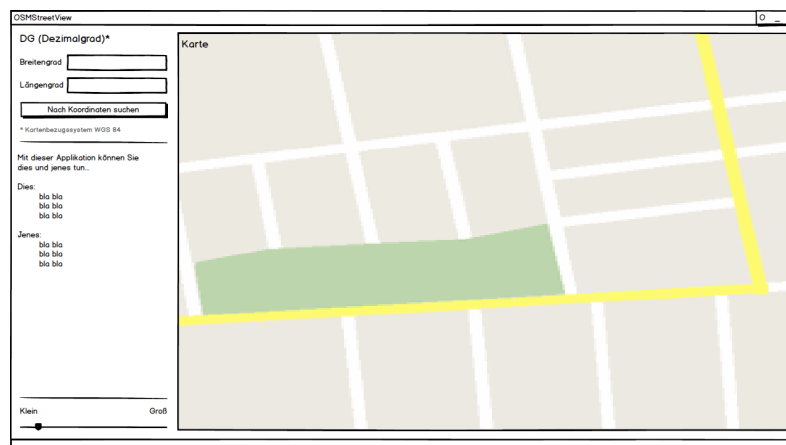 OSMStreetView
O _
DG (Dezimalgrad)*
Breitengrad
Längengrad
Nach Koordinaten suchen
* Kartenbezugssystem WGS 84
Mit dieser Applikation können Sie
dies und jenes tun...
Dies:
bla bla
bla bla
bla bla
Jenes:
bla bla
bla bla
bla bla
Klein
Groß
Karte